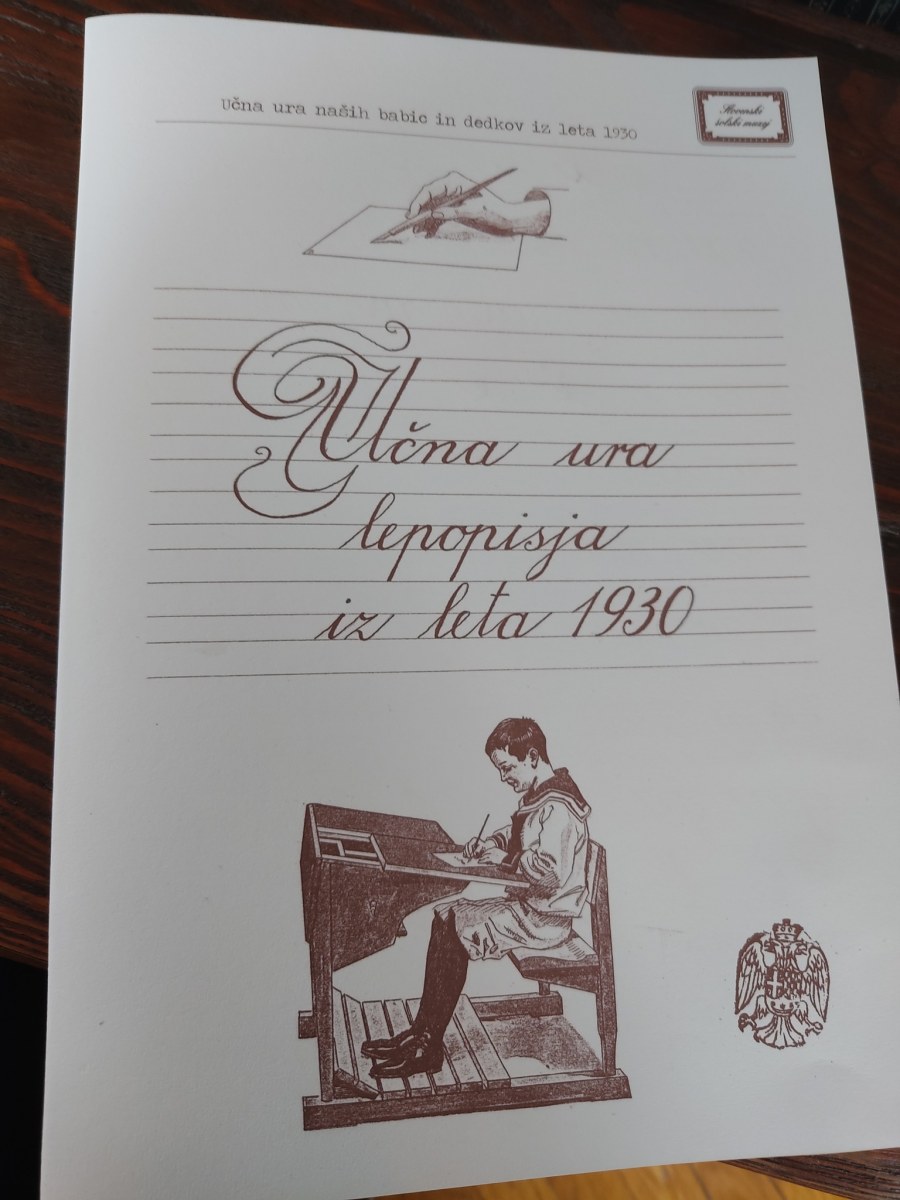 Učna ura naših babic in dedkov iz leta 1930
Slovenski
šolski muzej
Učna ura
lepopisja
iz leta 1930